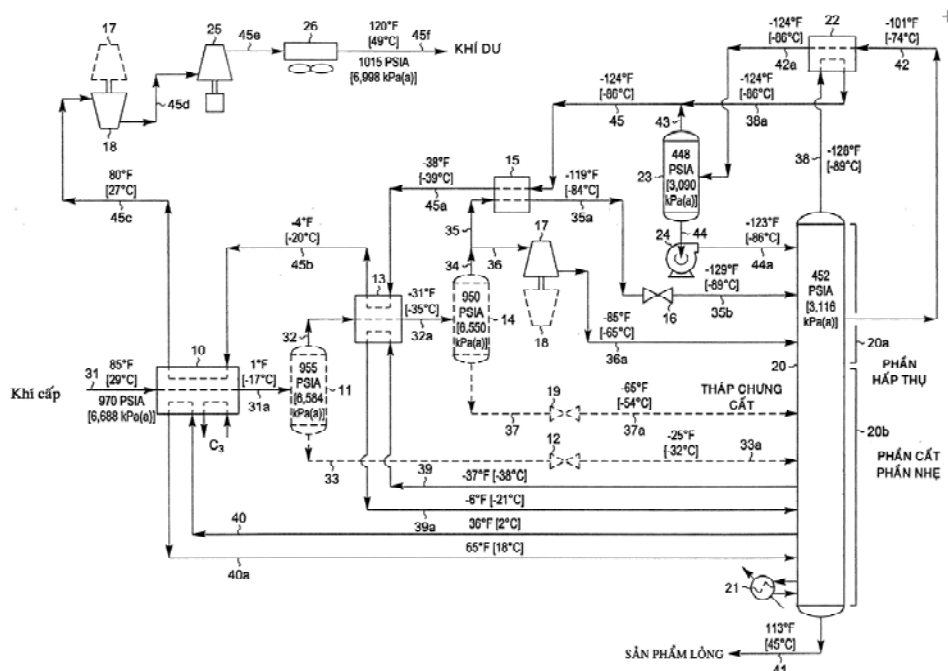 17
25
45e
26
120°F
[49°C]
45f
KHÍ DƯ
1015 PSIA
[6,998 kPa(a)]
45d
18
80°F
[27°C]
45c
-124°F
[-86°C]
42a
22
-101°F
[-74°C]
42
-124°F
[-86°C]
45
-124°F
[-86°C]
38a
43
448
PSIA
[3,090
kPa(a)]
23
38
-128°F
[-89°C]
15
-38°F
[-39°C]
45a
-119°F
[-84°C]
35a
35
34
36
17
18
44
24
-123°F
[-86°C]
44a
-129°F
[-89°C]
35b
16
-4°F
[-20°C]
45b
13
-31°F
[-35°C]
32a
32
950
PSIA
[6,550
kPa(a)]
14
-85°F
[-65°C]
36a
452
PSIA
[3,116
kPa(a)]
20
20a
PHẦN
HẤP THỤ
10
Khí cấp
31
85°F
[29°C]
970 PSIA
[6,688 kPa(a)]
1°F
[-17°C]
31a
C3
955
PSIA
[6,584
kPa(a)]
11
37
19
-65°F
[-54°C]
37a
THÁP CHƯNG
CẤT
20b
PHẦN CẤT
PHẦN NHẸ
33
12
-25°F
[-32°C]
33a
39
-37°F [-38°C]
-6°F [-21°C]
39a
40
36°F [2°C]
65°F [18°C]
40a
21
113°F
[45°C]
41
SẢN PHẨM LỎNG